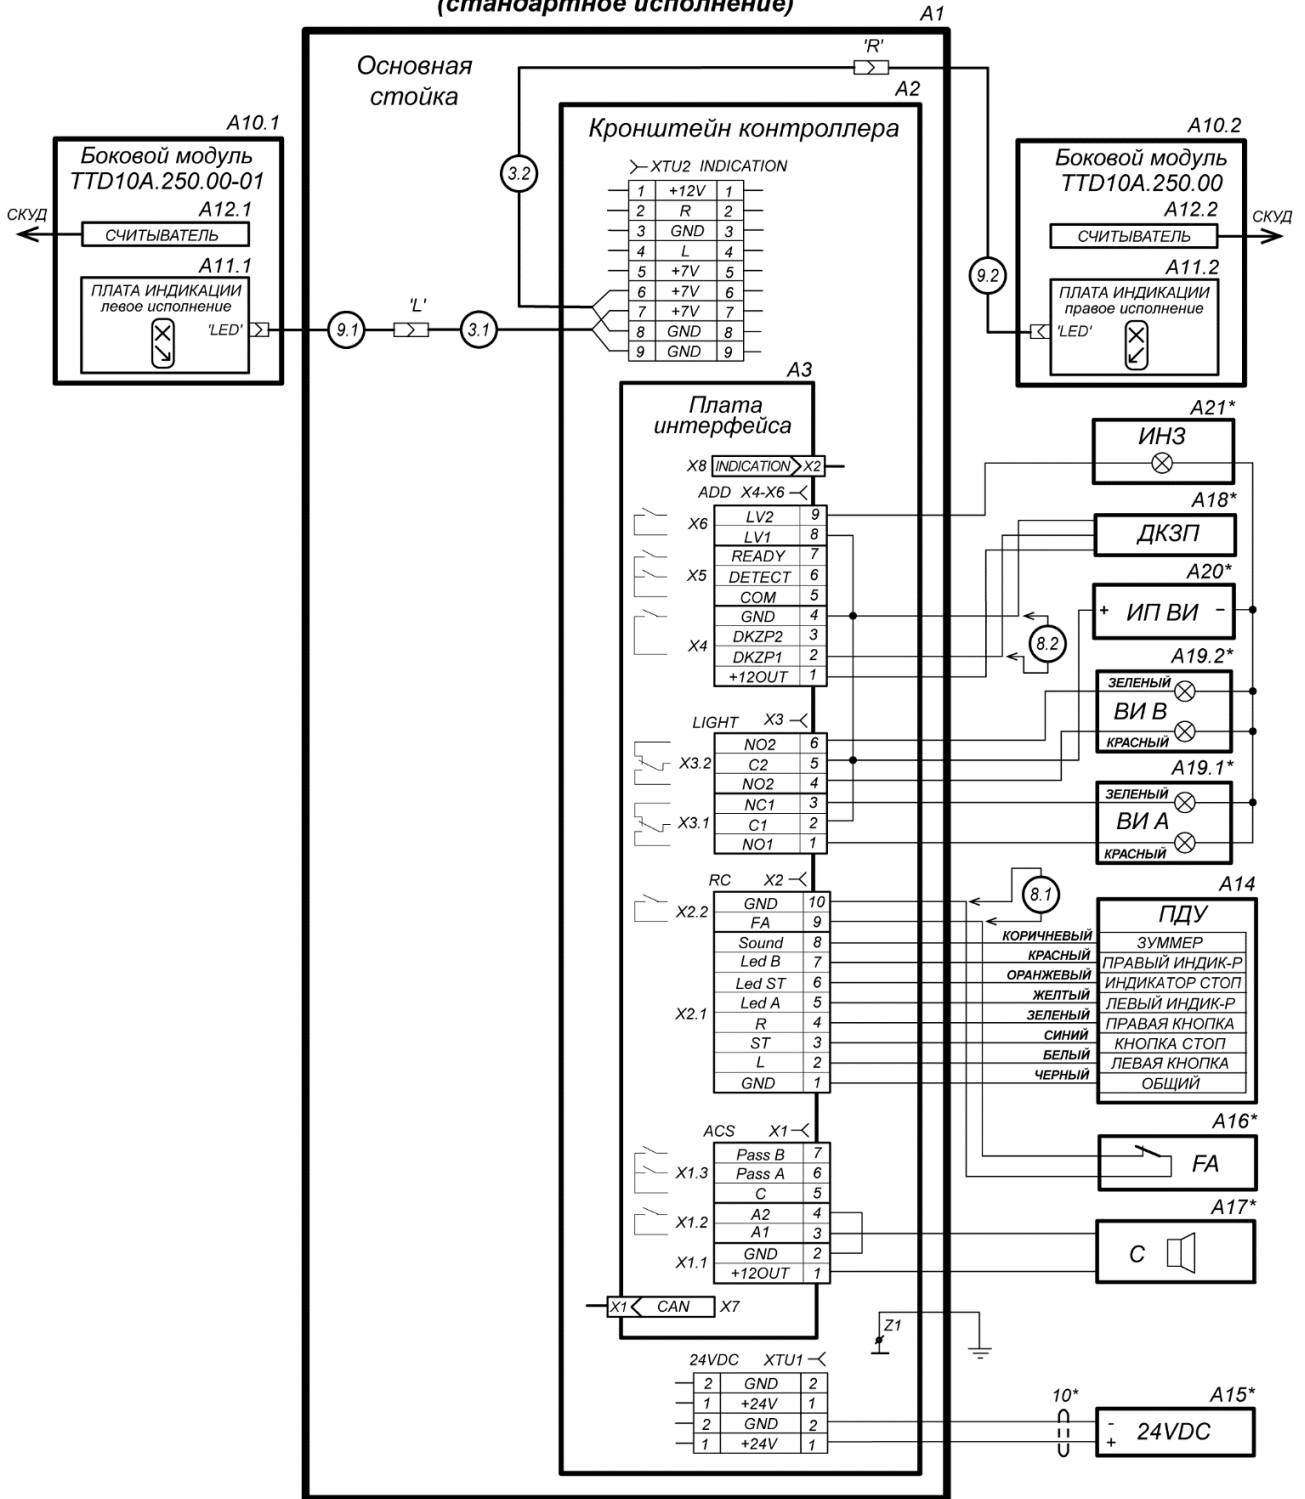 (стандартное исполнение)
A1
Основная
стойка
'R'
A2
Кронштейн контроллера
3.2
XTU2 INDICATION
1 +12V 1
2 R 2
3 GND 3
4 L 4
5 +7V 5
6 +7V 6
7 +7V 7
8 GND 8
9 GND 9
A10.1
Боковой модуль
TTD10A.250.00-01
A12.1
СКУД
СЧИТЫВАТЕЛЬ
A11.1
ПЛАТА ИНДИКАЦИИ
левое исполнение
'LED'
9.1
'L'
3.1
A10.2
Боковой модуль
TTD10A.250.00
A12.2
СКУД
СЧИТЫВАТЕЛЬ
A11.2
ПЛАТА ИНДИКАЦИИ
правое исполнение
'LED'
9.2
A3
Плата
интерфейса
X8 INDICATION X2
ADD X4-X6
X6
LV2 9
LV1 8
X5
READY 7
DETECT 6
COM 5
X4
GND 4
DKZP2 3
DKZP1 2
+12OUT 1
8.2
LIGHT X3
X3.2
NO2 6
C2 5
NO2 4
X3.1
NC1 3
C1 2
NO1 1
RC X2
X2.2
GND 10
FA 9
X2.1
Sound 8
Led B 7
Led ST 6
Led A 5
R 4
ST 3
L 2
GND 1
8.1
ACS X1
X1.3
Pass B 7
Pass A 6
C 5
X1.2
A2 4
A1 3
X1.1
GND 2
+12OUT 1
X1 CAN X7
Z1
24VDC XTU1
2 GND 2
1 +24V 1
2 GND 2
1 +24V 1
A21*
ИНЗ
A18*
ДКЗП
A20*
+ ИП ВИ -
A19.2*
ЗЕЛЕНЫЙ
ВИ В
КРАСНЫЙ
A19.1*
ЗЕЛЕНЫЙ
ВИ А
КРАСНЫЙ
A14
ПДУ
КОРИЧНЕВЫЙ ЗУММЕР
КРАСНЫЙ ПРАВЫЙ ИНДИК-Р
ОРАНЖЕВЫЙ ИНДИКАТОР СТОП
ЖЕЛТЫЙ ЛЕВЫЙ ИНДИК-Р
ЗЕЛЕНЫЙ ПРАВАЯ КНОПКА
СИНИЙ КНОПКА СТОП
БЕЛЫЙ ЛЕВАЯ КНОПКА
ЧЕРНЫЙ ОБЩИЙ
A16*
FA
A17*
C
10*
A15*
-
+ 24VDC